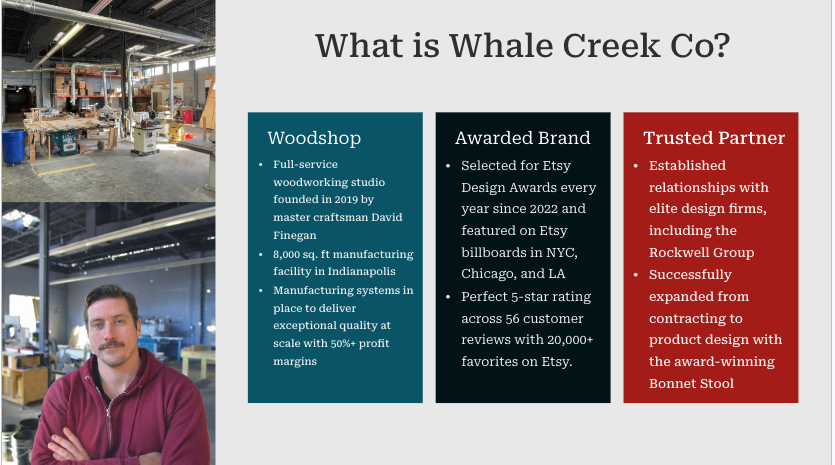 What is Whale Creek Co?
Woodshop
• Full-service
woodworking studio
founded in 2019 by
master craftsman David
Finegan
• 8,000 sq. ft manufacturing
facility in Indianapolis
• Manufacturing systems in
place to deliver
exceptional quality at
scale with 50%+ profit
margins
Awarded Brand
• Selected for Etsy
Design Awards every
year since 2022 and
featured on Etsy
billboards in NYC,
Chicago, and LA
• Perfect 5-star rating
across 56 customer
reviews with 20,000+
favorites on Etsy.
Trusted Partner
• Established
relationships with
elite design firms,
including the
Rockwell Group
• Successfully
expanded from
contracting to
product design with
the award-winning
Bonnet Stool